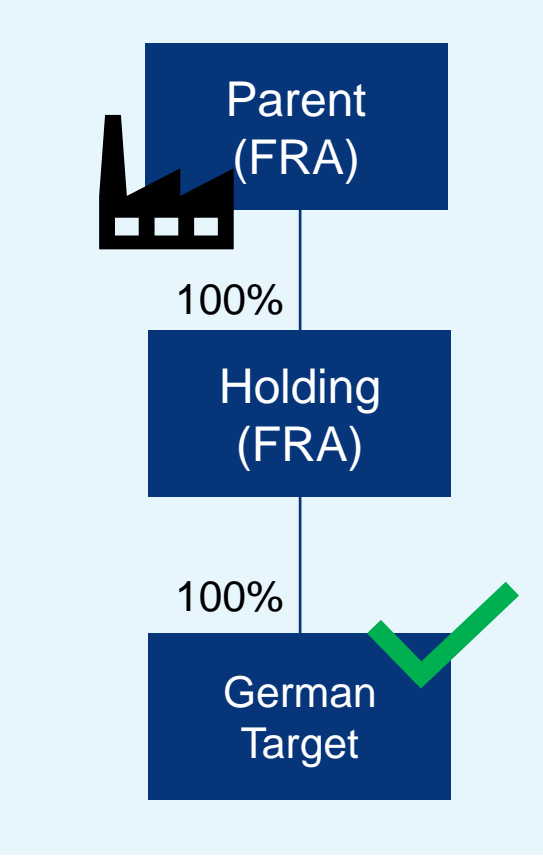 Parent
(FRA)
100%
Holding
(FRA)
100%
German
Target